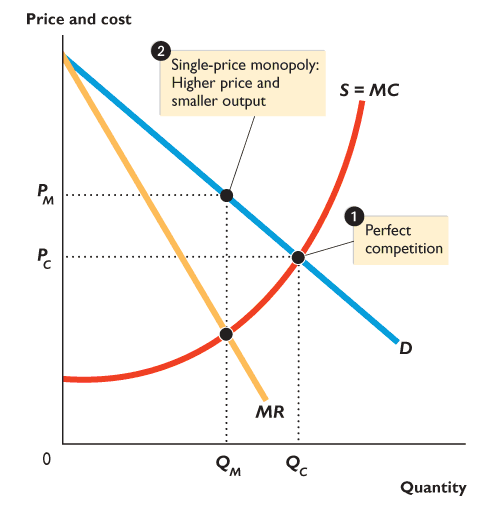 Price and cost
2
Single-price monopoly:
Higher price and
smaller output
S = MC
P_M
1
Perfect
competition
P_C
D
MR
0
Q_M
Q_C
Quantity